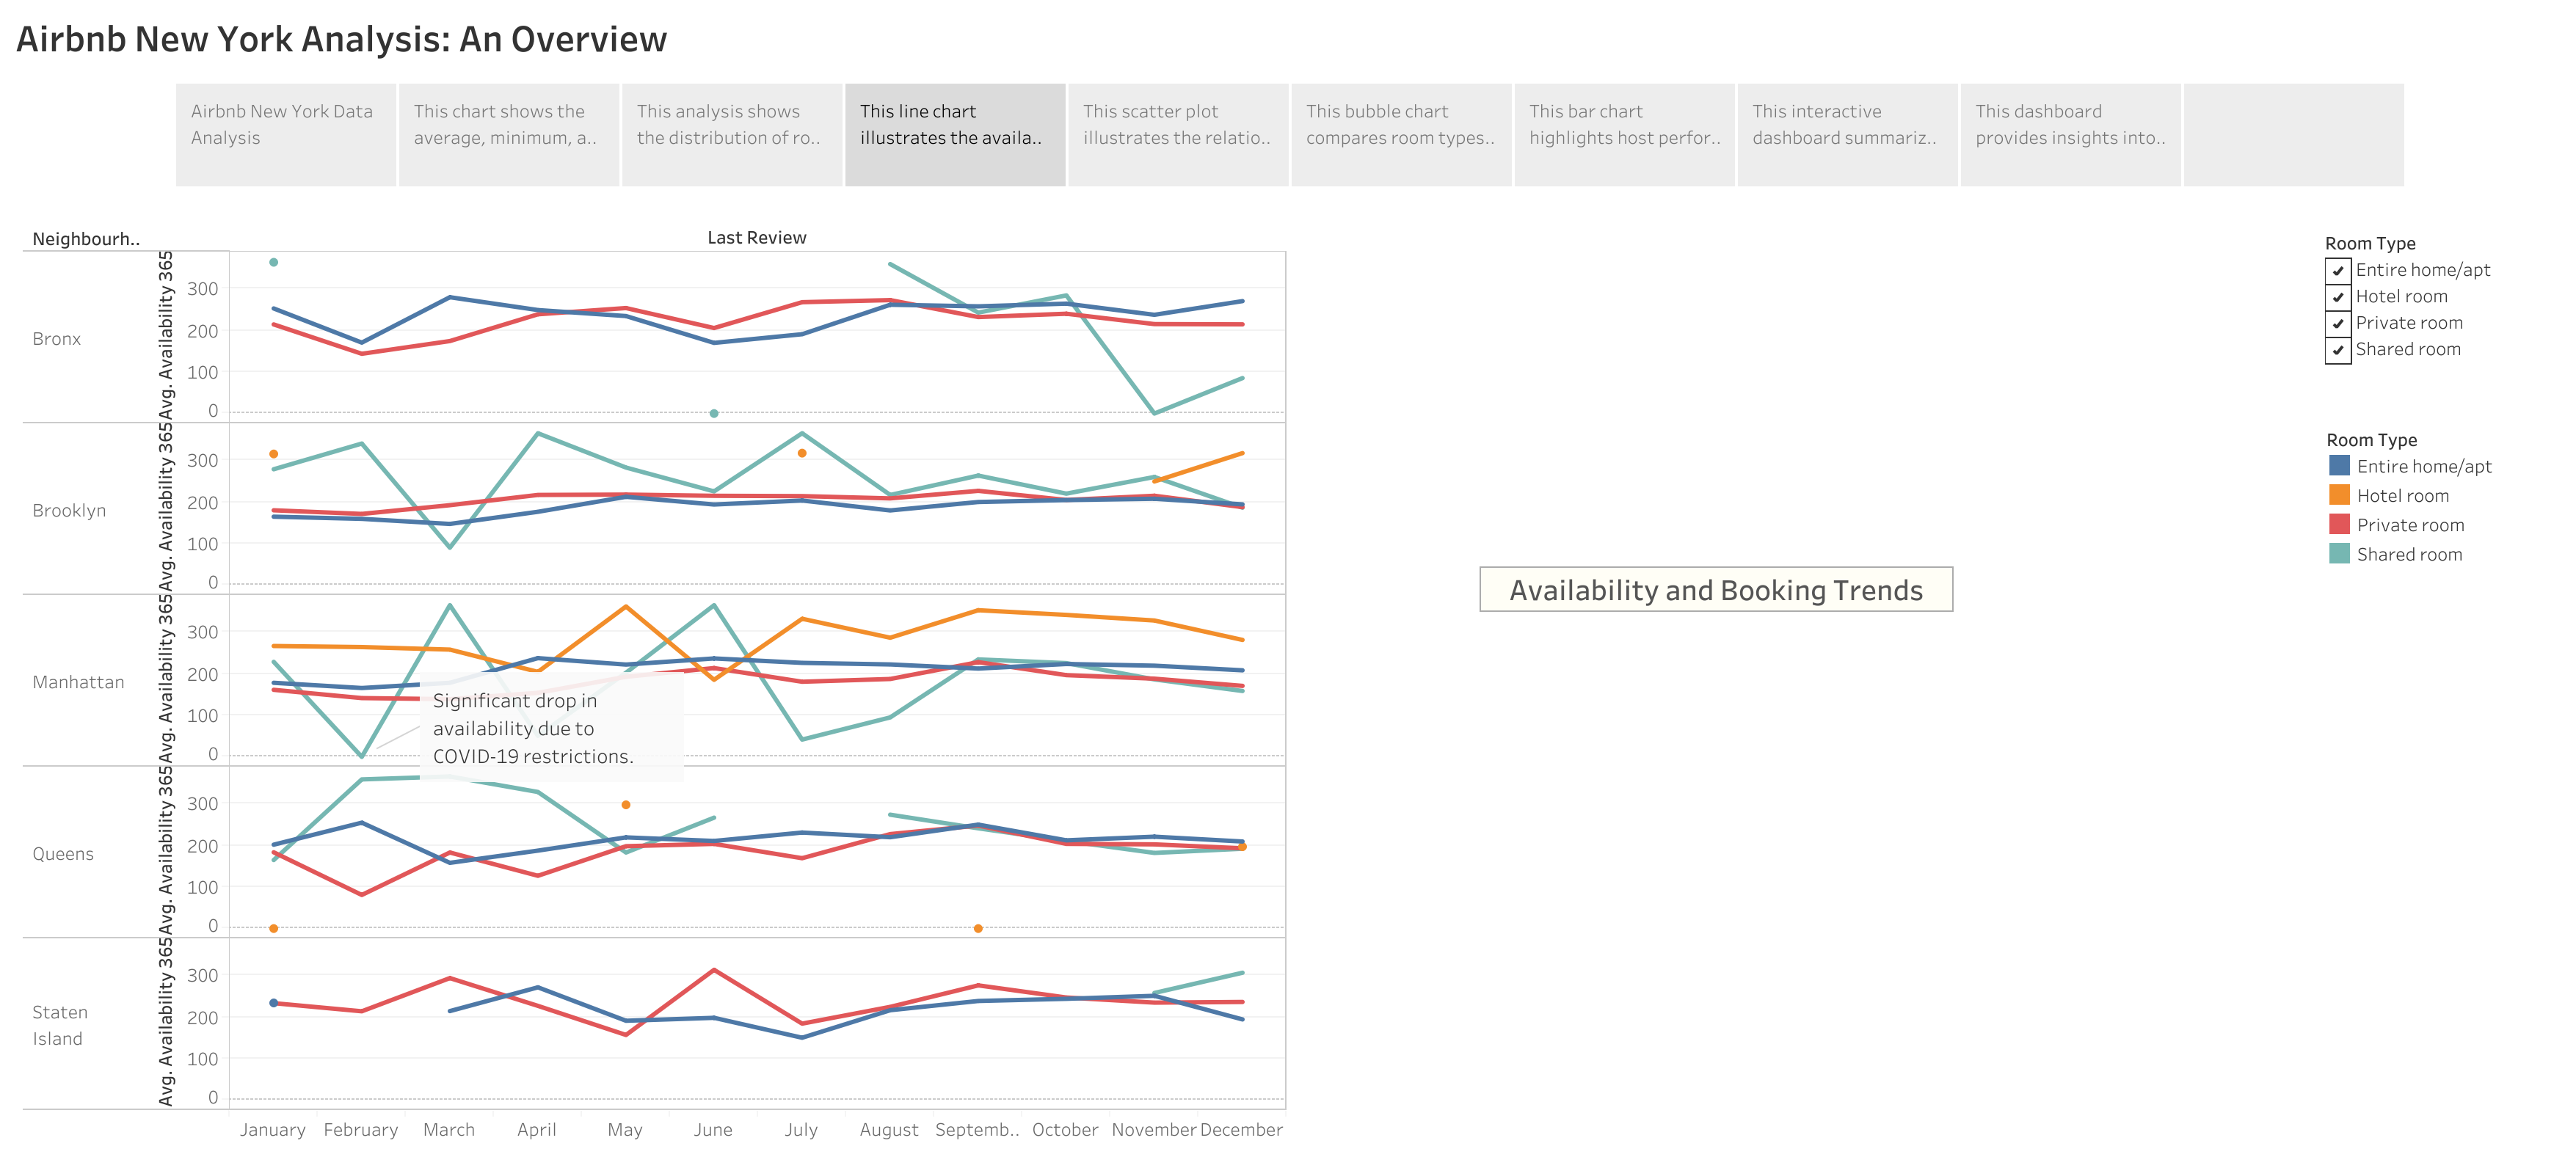 Airbnb New York Analysis: An Overview
Airbnb New York Data
Analysis
This chart shows the
average, minimum, a..
This analysis shows
the distribution of ro..
This line chart
illustrates the availa..
This scatter plot
illustrates the relatio..
This bubble chart
compares room types..
This bar chart
highlights host perfor..
This interactive
dashboard summariz..
This dashboard
provides insights into..
Neighbourh..
Last Review
Bronx
Avg. Availability 365
300
200
100
0
Brooklyn
Avg. Availability 365
300
200
100
0
Manhattan
Avg. Availability 365
300
200
100
0
Significant drop in
availability due to
COVID-19 restrictions.
Queens
Avg. Availability 365
300
200
100
0
Staten
Island
Avg. Availability 365
300
200
100
0
January February March April May June July August Septemb.. October November December
Availability and Booking Trends
Room Type
Entire home/apt
Hotel room
Private room
Shared room
Room Type
Entire home/apt
Hotel room
Private room
Shared room